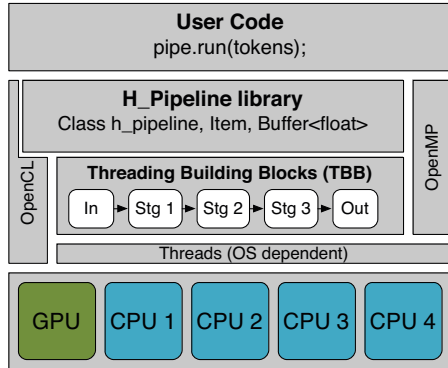 User Code
pipe.run(tokens);
H_Pipeline library
Class h_pipeline, Item, Buffer<float>
OpenCL
OpenMP
Threading Building Blocks (TBB)
In Stg 1 Stg 2 Stg 3 Out
Threads (OS dependent)
GPU CPU 1 CPU 2 CPU 3 CPU 4